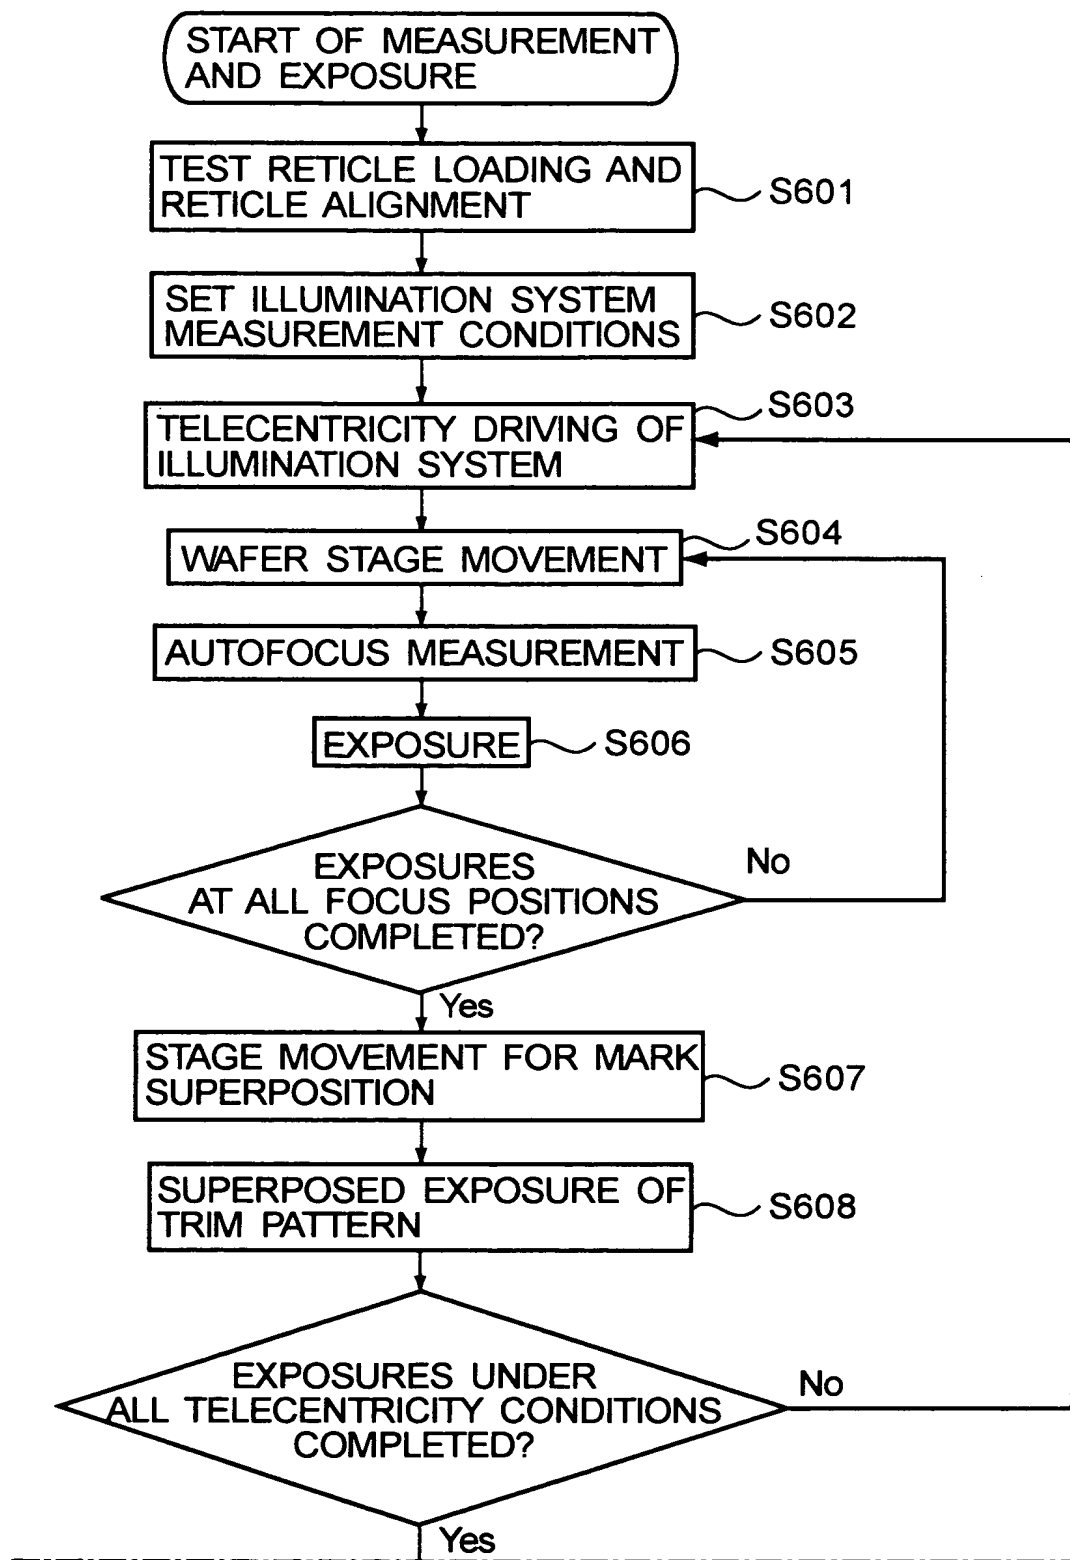 START OF MEASUREMENT
AND EXPOSURE
TEST RETICLE LOADING AND
RETICLE ALIGNMENT
S601
SET ILLUMINATION SYSTEM
MEASUREMENT CONDITIONS
S602
TELECENTRICITY DRIVING OF
ILLUMINATION SYSTEM
S603
WAFER STAGE MOVEMENT
S604
AUTOFOCUS MEASUREMENT
S605
EXPOSURE
S606
EXPOSURES
AT ALL FOCUS POSITIONS
COMPLETED?
No
Yes
STAGE MOVEMENT FOR MARK
SUPERPOSITION
S607
SUPERPOSED EXPOSURE OF
TRIM PATTERN
S608
EXPOSURES UNDER
ALL TELECENTRICITY CONDITIONS
COMPLETED?
No
Yes